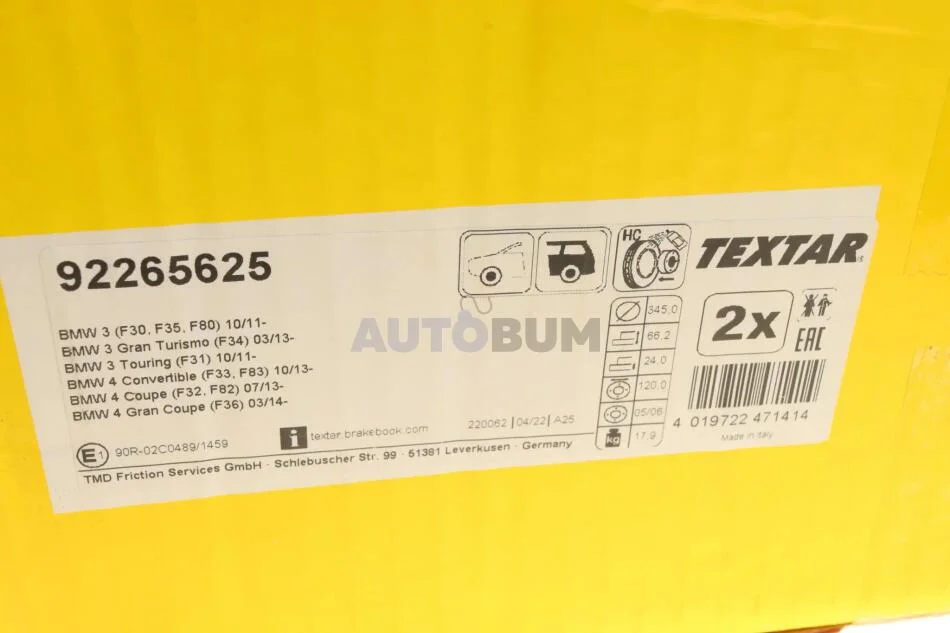 92265625
HC
TEXTAR
BMW 3 (F30, F35, F80) 10/11-
BMW 3 Gran Turismo (F34) 03/13-
BMW 3 Touring (F31) 10/11-
BMW 4 Convertible (F33, F83) 10/13-
BMW 4 Coupe (F32, F82) 07/13-
BMW 4 Gran Coupe (F36) 03/14-
AUTOBUM
345,0
66,2
24,0
120,0
05/06
kg 17,9
2x
EAC
4 019722 471414
Made in Italy
E1 90R-02C0489/1459
i textar.brakebook.com
220062 | 04/22 | A25
TMD Friction Services GmbH · Schlebuscher Str. 99 · 51381 Leverkusen · Germany